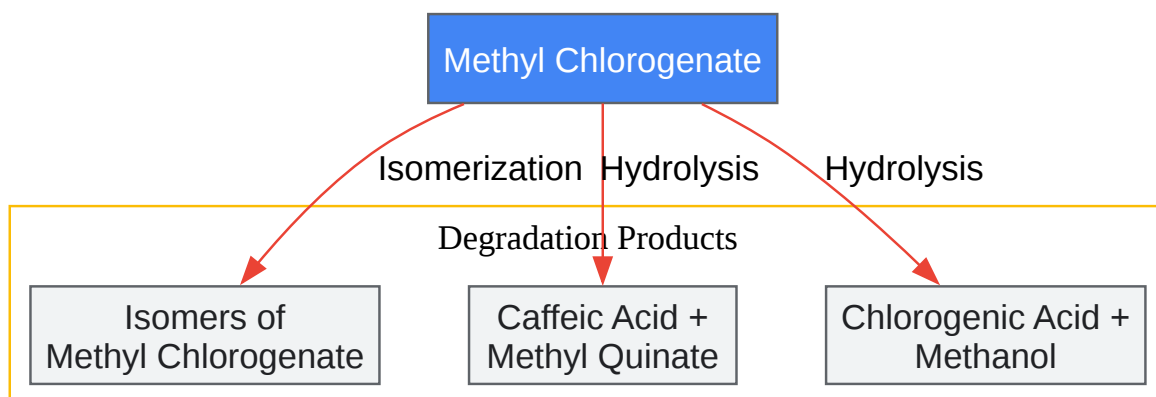 Methyl Chlorogenate
Isomerization
Hydrolysis
Hydrolysis
Degradation Products
Isomers of
Methyl Chlorogenate
Caffeic Acid +
Methyl Quinate
Chlorogenic Acid +
Methanol